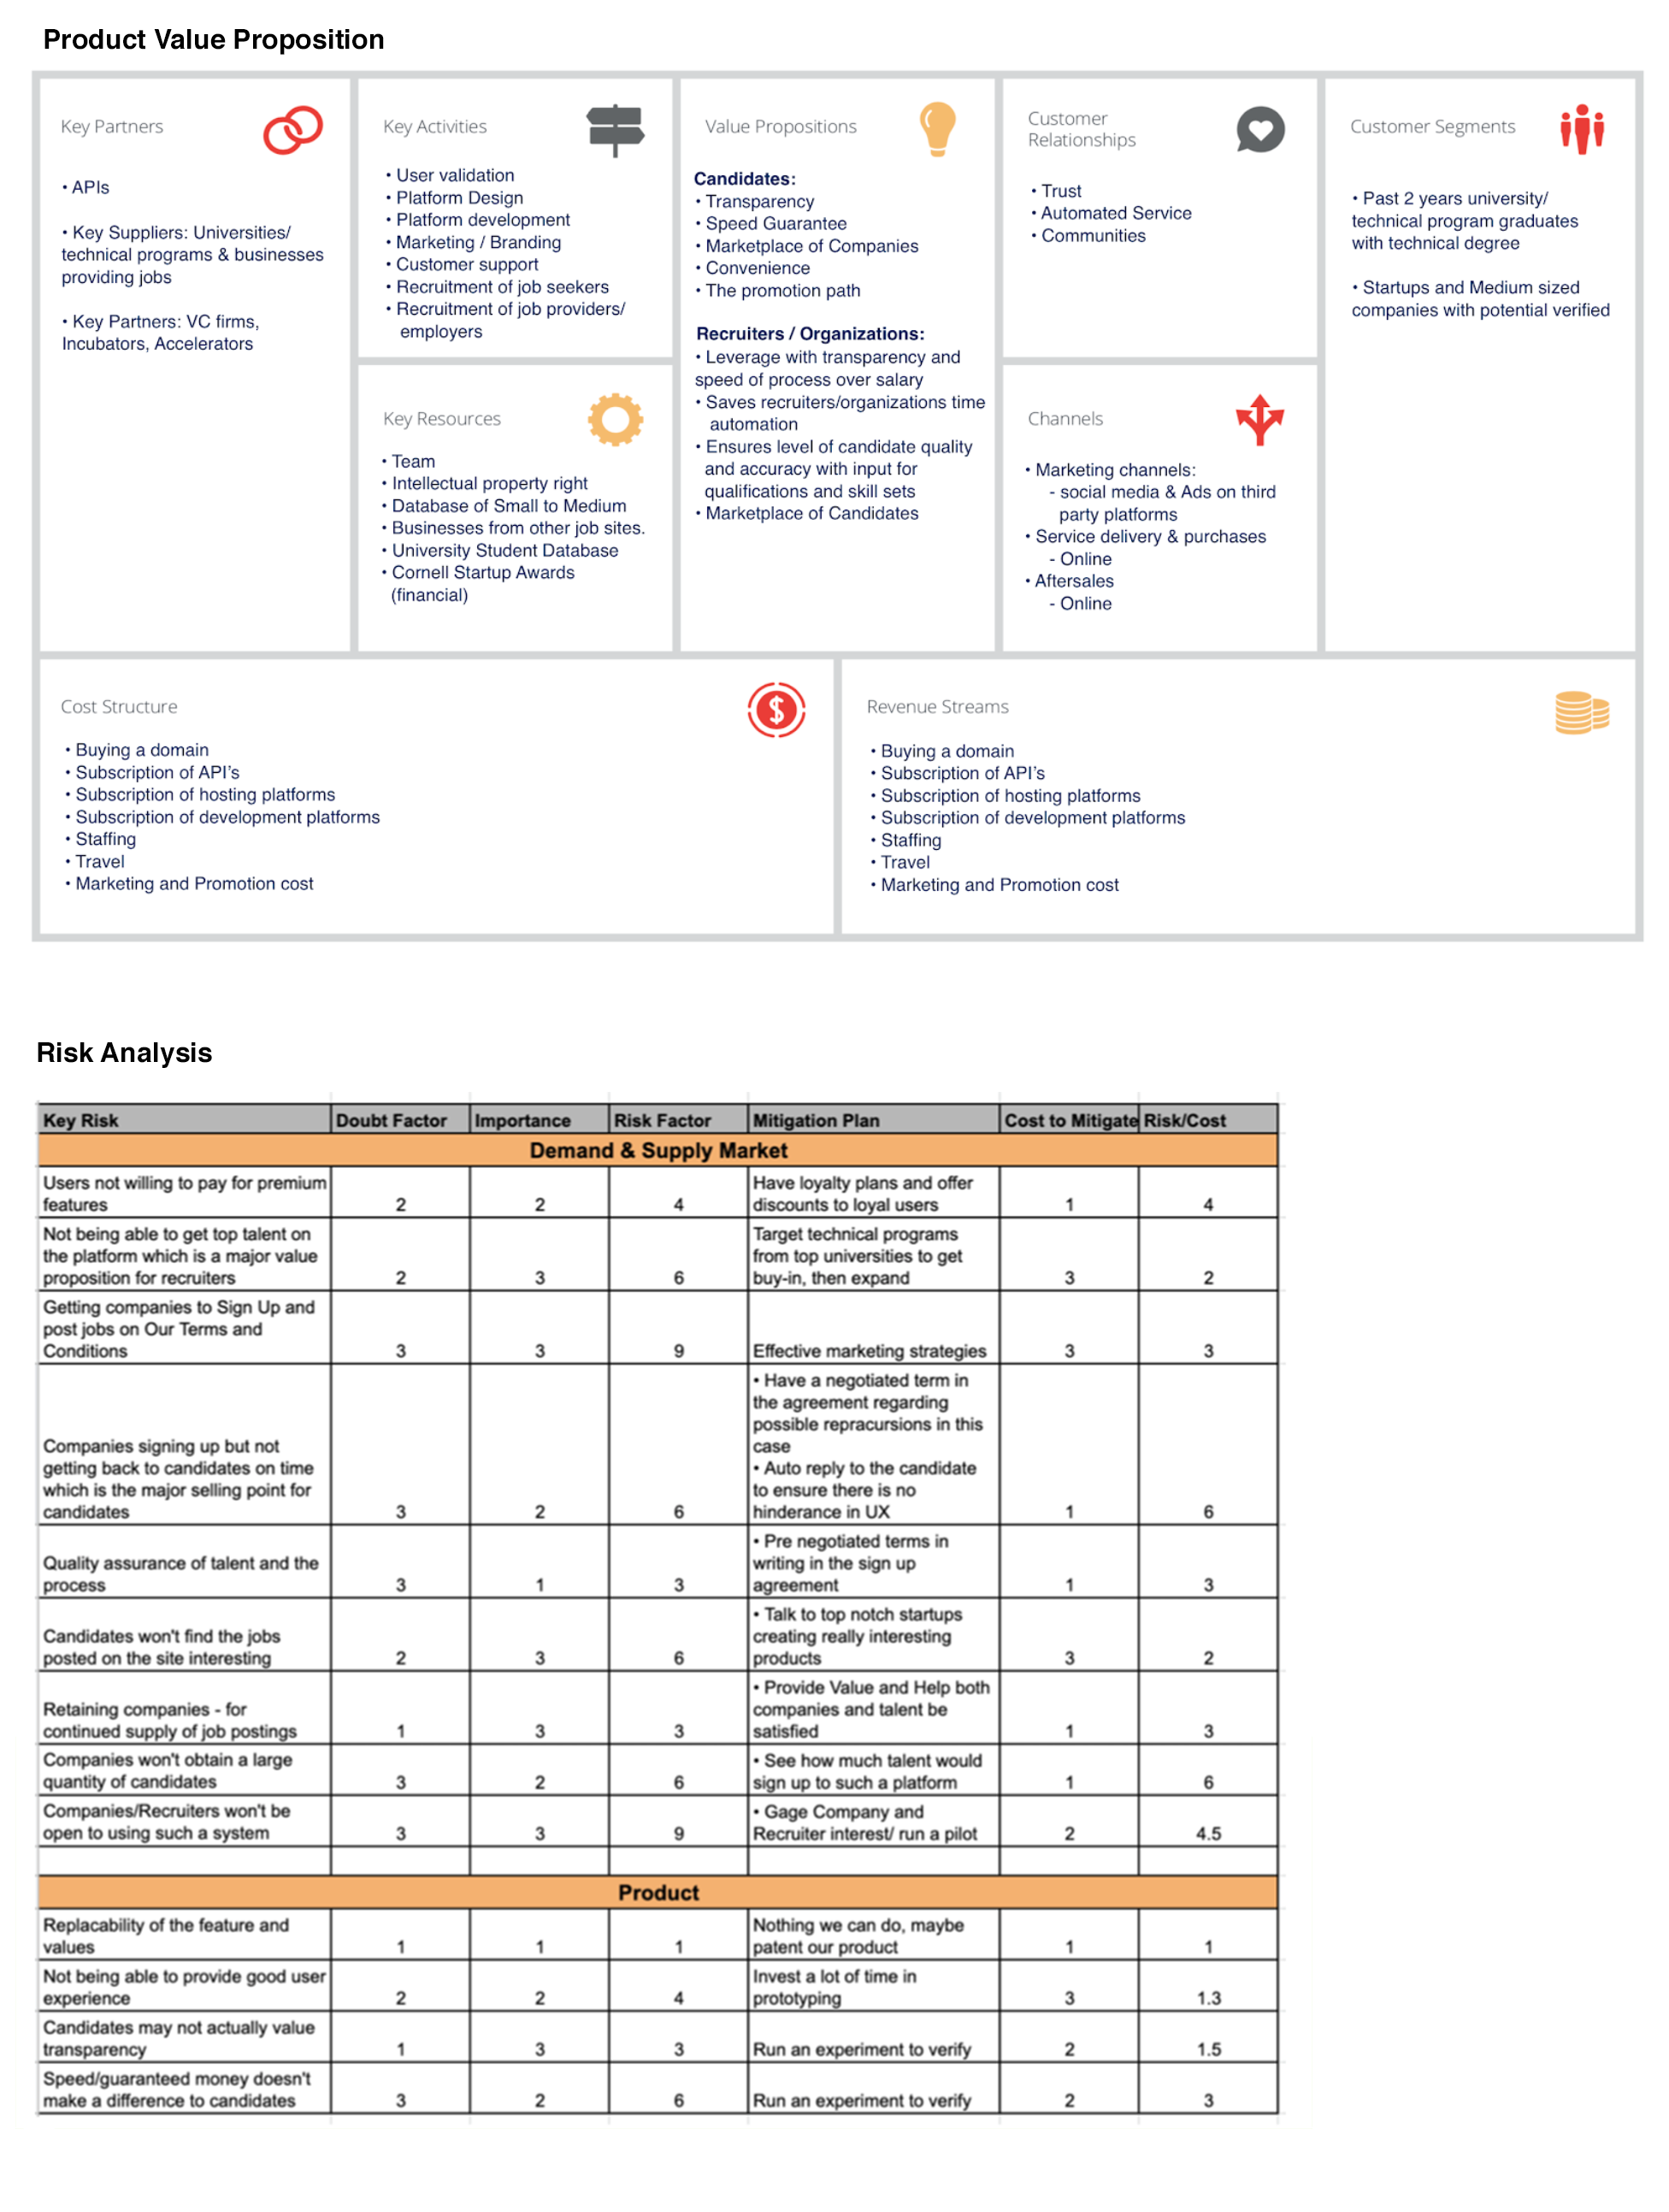 Product Value Proposition
Key Partners
• APIs
• Key Suppliers: Universities/
technical programs & businesses
providing jobs
• Key Partners: VC firms,
Incubators, Accelerators
Key Activities
• User validation
• Platform Design
• Platform development
• Marketing / Branding
• Customer support
• Recruitment of job seekers
• Recruitment of job providers/
employers
Key Resources
• Team
• Intellectual property right
• Database of Small to Medium
• Businesses from other job sites.
• University Student Database
• Cornell Startup Awards
(financial)
Value Propositions
Candidates:
• Transparency
• Speed Guarantee
• Marketplace of Companies
• Convenience
• The promotion path
Recruiters / Organizations:
• Leverage with transparency and
speed of process over salary
• Saves recruiters/organizations time
automation
• Ensures level of candidate quality
and accuracy with input for
qualifications and skill sets
• Marketplace of Candidates
Customer
Relationships
• Trust
• Automated Service
• Communities
Channels
• Marketing channels:
- social media & Ads on third
party platforms
• Service delivery & purchases
- Online
• Aftersales
- Online
Customer Segments
• Past 2 years university/
technical program graduates
with technical degree
• Startups and Medium sized
companies with potential verified
Cost Structure
• Buying a domain
• Subscription of API's
• Subscription of hosting platforms
• Subscription of development platforms
• Staffing
• Travel
• Marketing and Promotion cost
Revenue Streams
• Buying a domain
• Subscription of API's
• Subscription of hosting platforms
• Subscription of development platforms
• Staffing
• Travel
• Marketing and Promotion cost
Risk Analysis
Key Risk Doubt Factor Importance Risk Factor Mitigation Plan Cost to Mitigate Risk/Cost
Demand & Supply Market
Users not willing to pay for premium
features
2 2 4
Have loyalty plans and offer
discounts to loyal users
1 4
Not being able to get top talent on
the platform which is a major value
proposition for recruiters
2 3 6
Target technical programs
from top universities to get
buy-in, then expand
3 2
Getting companies to Sign Up and
post jobs on Our Terms and
Conditions
3 3 9
Effective marketing strategies
3 3
Companies signing up but not
getting back to candidates on time
which is the major selling point for
candidates
3 2 6
• Have a negotiated term in
the agreement regarding
possible repracursions in this
case
• Auto reply to the candidate
to ensure there is no
hinderance in UX
1 6
Quality assurance of talent and the
process
3 1 3
• Pre negotiated terms in
writing in the sign up
agreement
1 3
Candidates won't find the jobs
posted on the site interesting
2 3 6
• Talk to top notch startups
creating really interesting
products
3 2
Retaining companies - for
continued supply of job postings
1 3 3
• Provide Value and Help both
companies and talent be
satisfied
1 3
Companies won't obtain a large
quantity of candidates
3 2 6
• See how much talent would
sign up to such a platform
1 6
Companies/Recruiters won't be
open to using such a system
3 3 9
• Gage Company and
Recruiter interest/ run a pilot
2 4.5
Product
Replacability of the feature and
values
1 1 1
Nothing we can do, maybe
patent our product
1 1
Not being able to provide good user
experience
2 2 4
Invest a lot of time in
prototyping
3 1.3
Candidates may not actually value
transparency
1 3 3
Run an experiment to verify
2 1.5
Speed/guaranteed money doesn't
make a difference to candidates
3 2 6
Run an experiment to verify
2 3